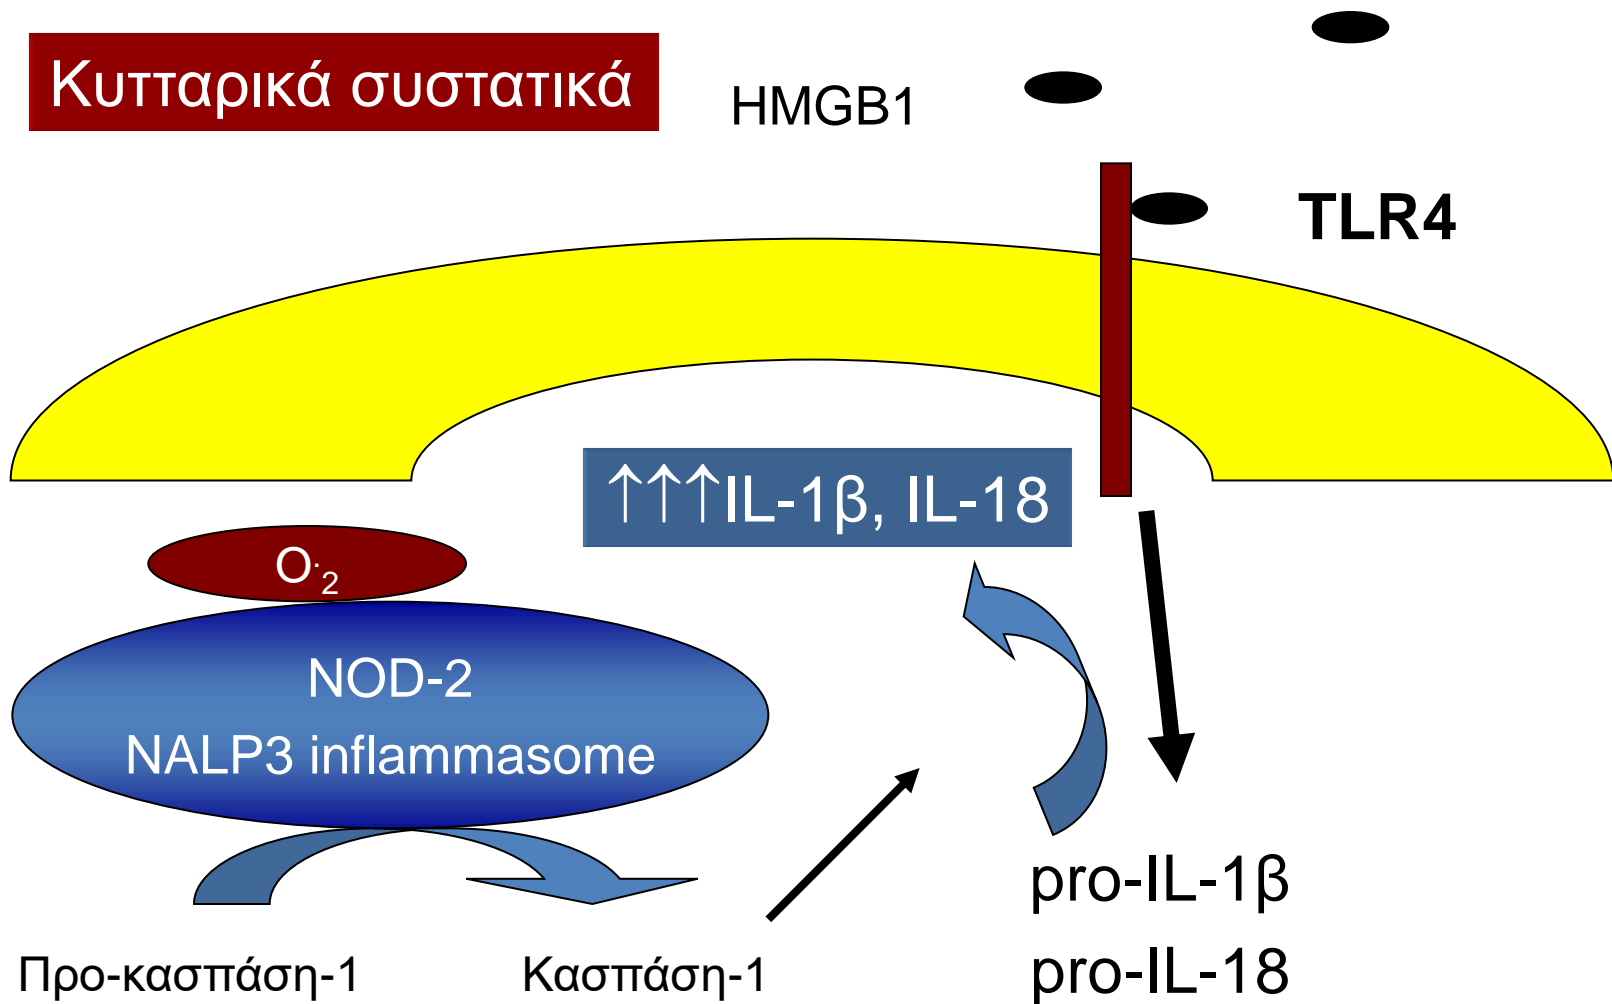 Κυτταρικά συστατικά
HMGB1
TLR4
↑↑↑IL-1β, IL-18
O·2
NOD-2
NALP3 inflammasome
pro-IL-1β
pro-IL-18
Προ-κασπάση-1
Κασπάση-1